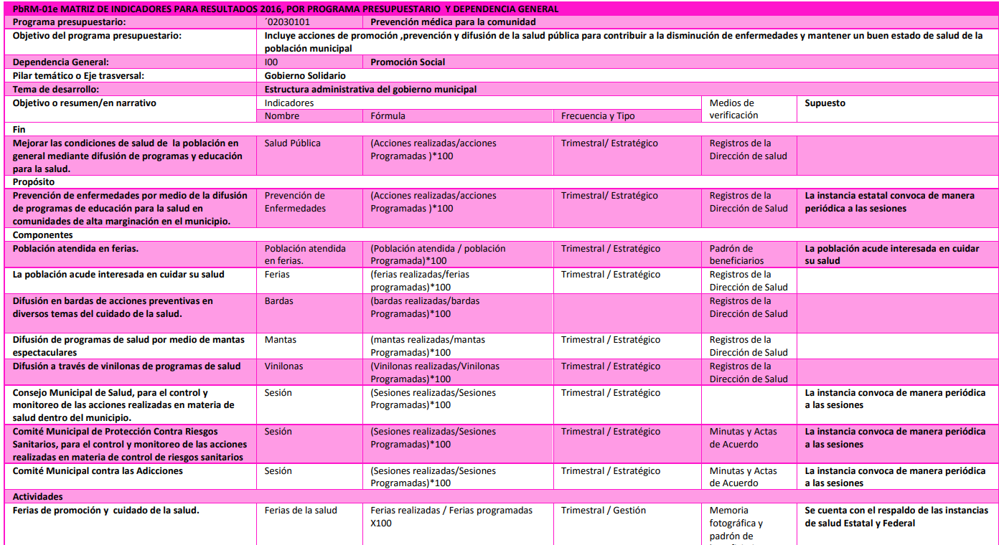 PbRM-01e MATRIZ DE INDICADORES PARA RESULTADOS 2016, POR PROGRAMA PRESUPUESTARIO Y DEPENDENCIA GENERAL
Programa presupuestario: ´02030101 Prevención médica para la comunidad
Objetivo del programa presupuestario: Incluye acciones de promoción ,prevención y difusión de la salud pública para contribuir a la disminución de enfermedades y mantener un buen estado de salud de la
población municipal
Dependencia General: I00 Promoción Social
Pilar temático o Eje trasversal: Gobierno Solidario
Tema de desarrollo: Estructura administrativa del gobierno municipal
Objetivo o resumen/en narrativo Indicadores Medios de Supuesto
verificación
Nombre Fórmula Frecuencia y Tipo
Fin
Mejorar las condiciones de salud de la población en Salud Pública (Acciones realizadas/acciones Trimestral/ Estratégico Registros de la
general mediante difusión de programas y educación Programadas )*100 Dirección de salud
para la salud.
Propósito
Prevención de enfermedades por medio de la difusión Prevención de (Acciones realizadas/acciones Trimestral/ Estratégico Registros de la La instancia estatal convoca de manera
de programas de educación para la salud en Enfermedades Programadas )*100 Dirección de Salud periódica a las sesiones
comunidades de alta marginación en el municipio.
Componentes
Población atendida en ferias. Población atendida (Población atendida / población Trimestral / Estratégico Padrón de La población acude interesada en cuidar
en ferias. Programada)*100 beneficiarios su salud
La población acude interesada en cuidar su salud Ferias (ferias realizadas/ferias Trimestral / Estratégico Registros de la
programadas)*100 Dirección de Salud
Difusión en bardas de acciones preventivas en Bardas (bardas realizadas/bardas Registros de la
diversos temas del cuidado de la salud. Programadas)*100 Dirección de Salud
Difusión de programas de salud por medio de mantas Mantas (mantas realizadas/mantas Trimestral / Estratégico Registros de la
espectaculares Programadas)*100 Dirección de Salud
Difusión a través de vinilonas de programas de salud Vinilonas (Vinilonas realizadas/Vinilonas Trimestral / Estratégico Registros de la
Programadas)*100 Dirección de Salud
Consejo Municipal de Salud, para el control y Sesión (Sesiones realizadas/Sesiones Trimestral / Estratégico La instancia convoca de manera periódica
monitoreo de las acciones realizadas en materia de Programadas)*100 a las sesiones
salud dentro del municipio.
Comité Municipal de Protección Contra Riesgos Sesión (Sesiones realizadas/Sesiones Trimestral / Estratégico Minutas y Actas La instancia convoca de manera periódica
Sanitarios, para el control y monitoreo de las acciones Programadas)*100 de Acuerdo a las sesiones
realizadas en materia de control de riesgos sanitarios
Comité Municipal contra las Adicciones Sesión (Sesiones realizadas/Sesiones Trimestral / Estratégico Minutas y Actas La instancia convoca de manera periódica
Programadas)*100 de Acuerdo a las sesiones
Actividades
Ferias de promoción y cuidado de la salud. Ferias de la salud Ferias realizadas / Ferias programadas Trimestral / Gestión Memoria Se cuenta con el respaldo de las instancias
X100 fotográfica y de salud Estatal y Federal
padrón de